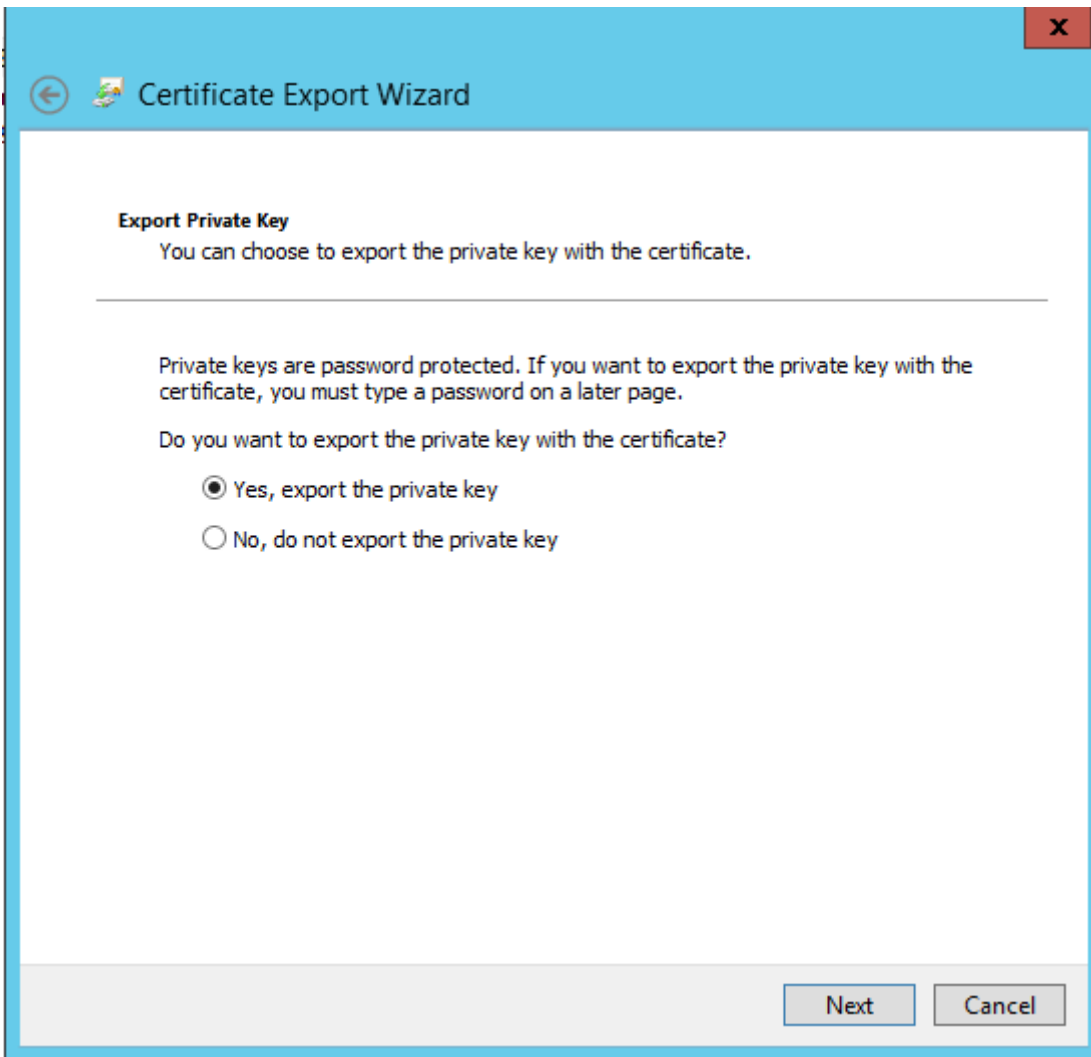 x
Certificate Export Wizard
Export Private Key
You can choose to export the private key with the certificate.
Private keys are password protected. If you want to export the private key with the
certificate, you must type a password on a later page.
Do you want to export the private key with the certificate?
Yes, export the private key
No, do not export the private key
Next Cancel